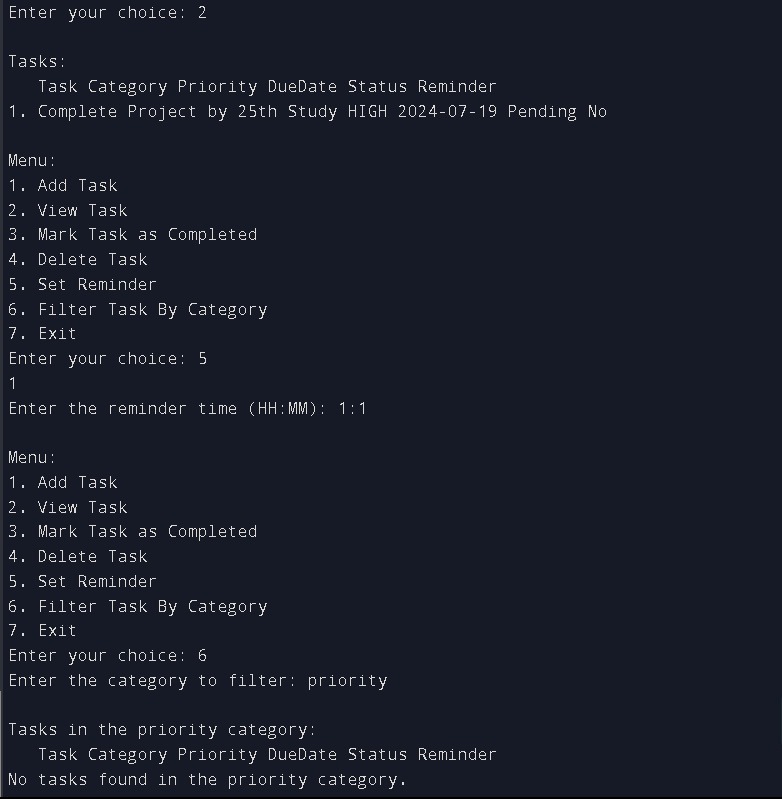 Enter your choice: 2
Tasks:
Task Category Priority DueDate Status Reminder
1. Complete Project by 25th Study HIGH 2024-07-19 Pending No
Menu:
1. Add Task
2. View Task
3. Mark Task as Completed
4. Delete Task
5. Set Reminder
6. Filter Task By Category
7. Exit
Enter your choice: 5
1
Enter the reminder time (HH:MM): 1:1
Menu:
1. Add Task
2. View Task
3. Mark Task as Completed
4. Delete Task
5. Set Reminder
6. Filter Task By Category
7. Exit
Enter your choice: 6
Enter the category to filter: priority
Tasks in the priority category:
Task Category Priority DueDate Status Reminder
No tasks found in the priority category.